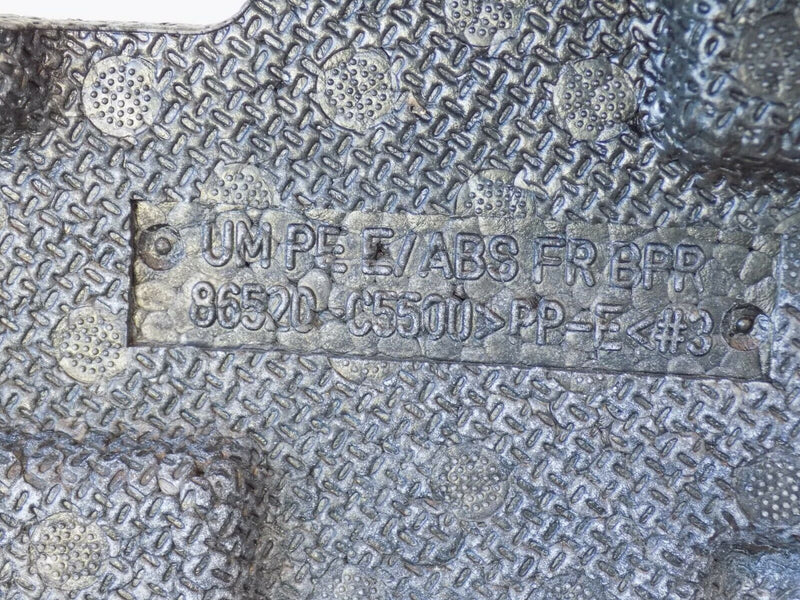 UM PE E/ABS FR BPR
86520-C5500>PP-E<#3